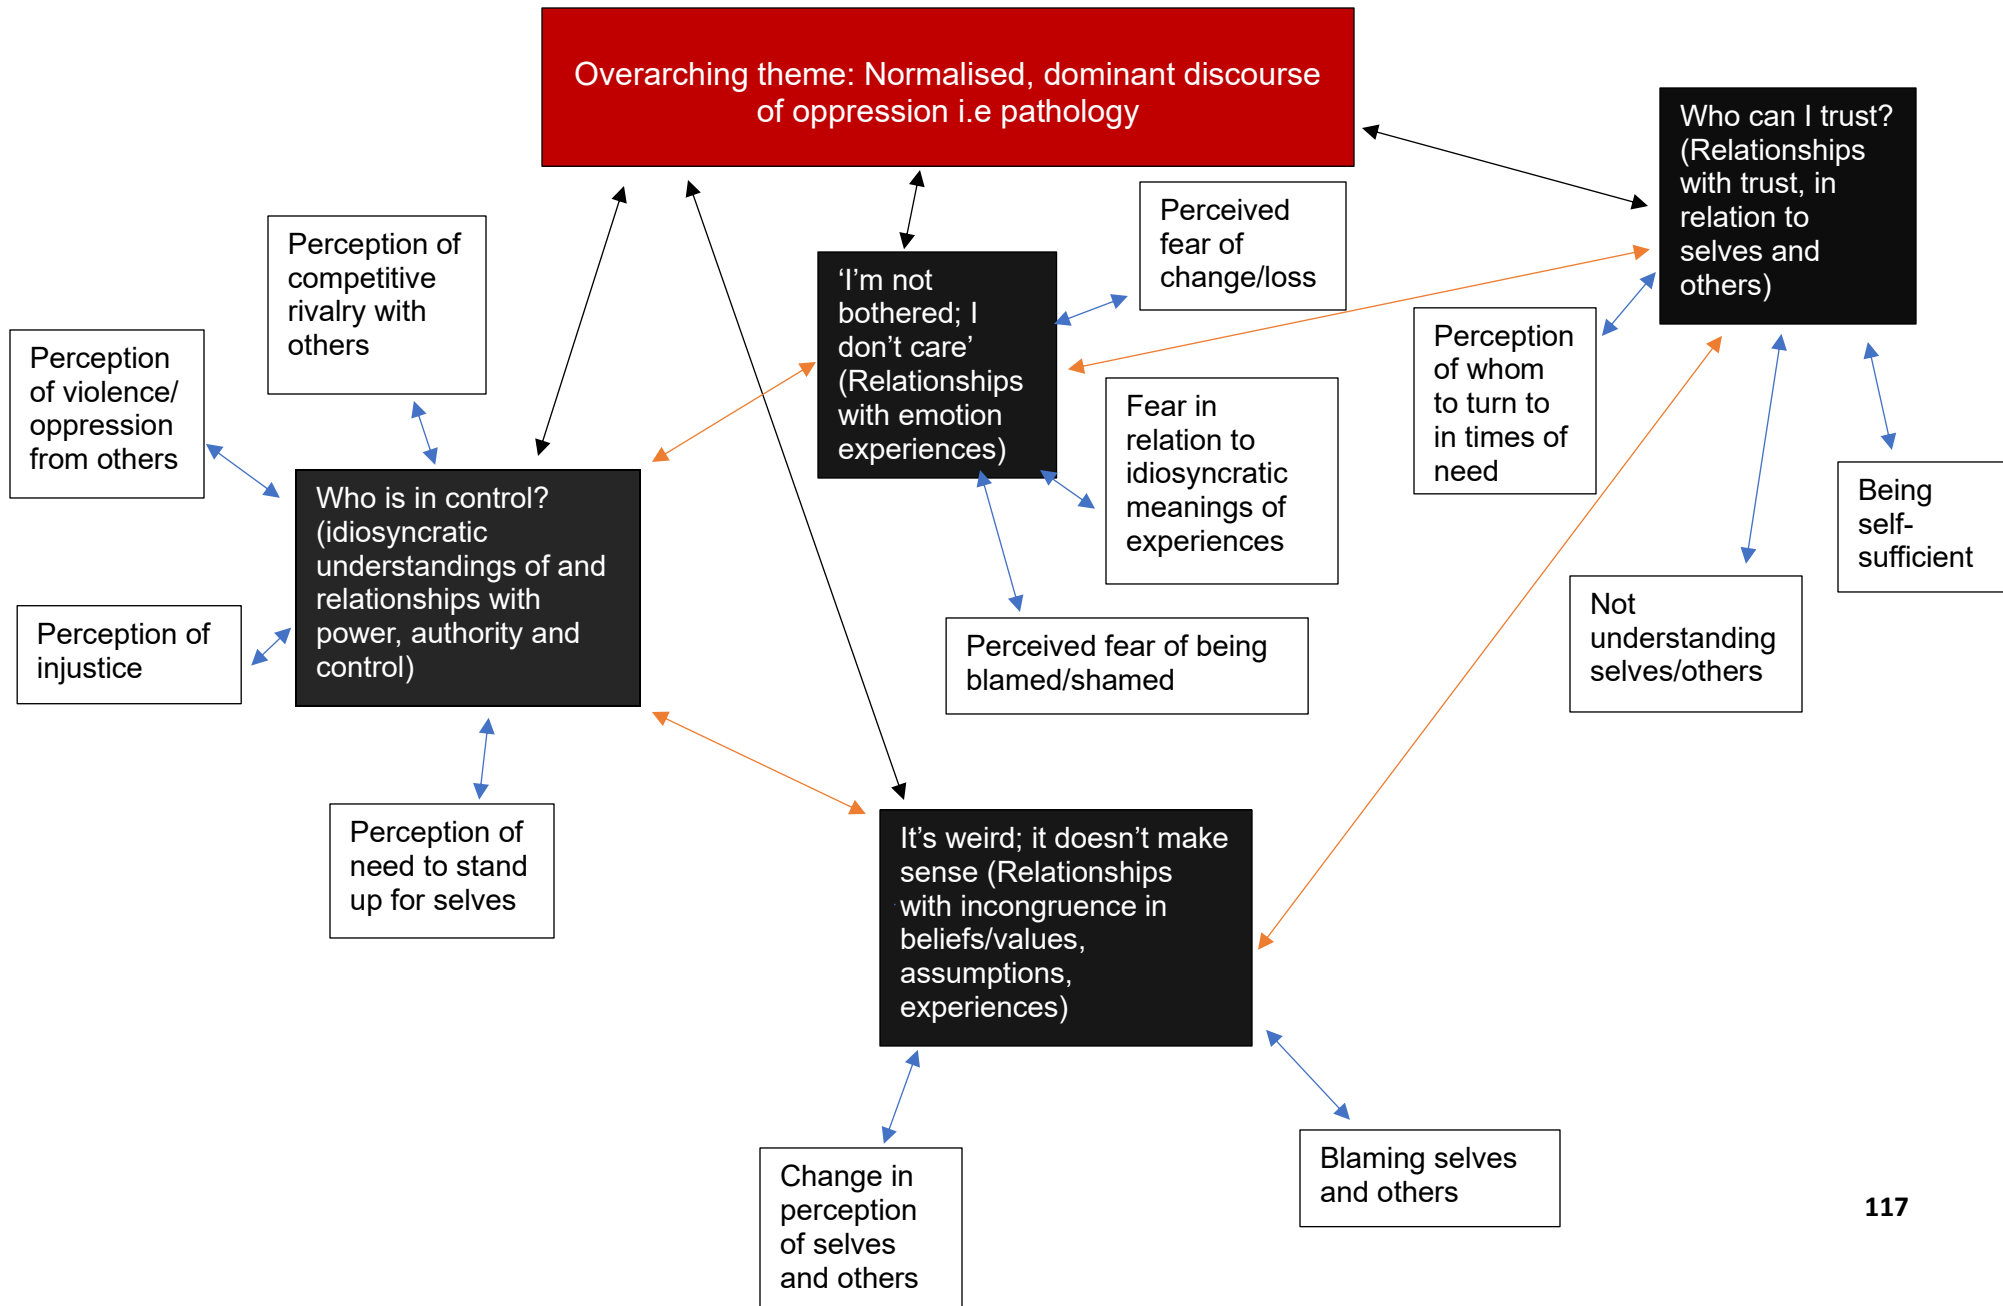 Overarching theme: Normalised, dominant discourse
of oppression i.e pathology
Who can I trust?
(Relationships
with trust, in
relation to
selves and
others)
Perceived
fear of
change/loss
Perception of
competitive
rivalry with
others
‘I’m not
bothered; I
don’t care’
(Relationships
with emotion
experiences)
Perception
of violence/
oppression
from others
Perception
of whom
to turn to
in times of
need
Fear in
relation to
idiosyncratic
meanings of
experiences
Being
self-
sufficient
Who is in control?
(idiosyncratic
understandings of and
relationships with
power, authority and
control)
Not
understanding
selves/others
Perception of
injustice
Perceived fear of being
blamed/shamed
Perception of
need to stand
up for selves
It’s weird; it doesn’t make
sense (Relationships
with incongruence in
beliefs/values,
assumptions,
experiences)
Change in
perception
of selves
and others
Blaming selves
and others
117